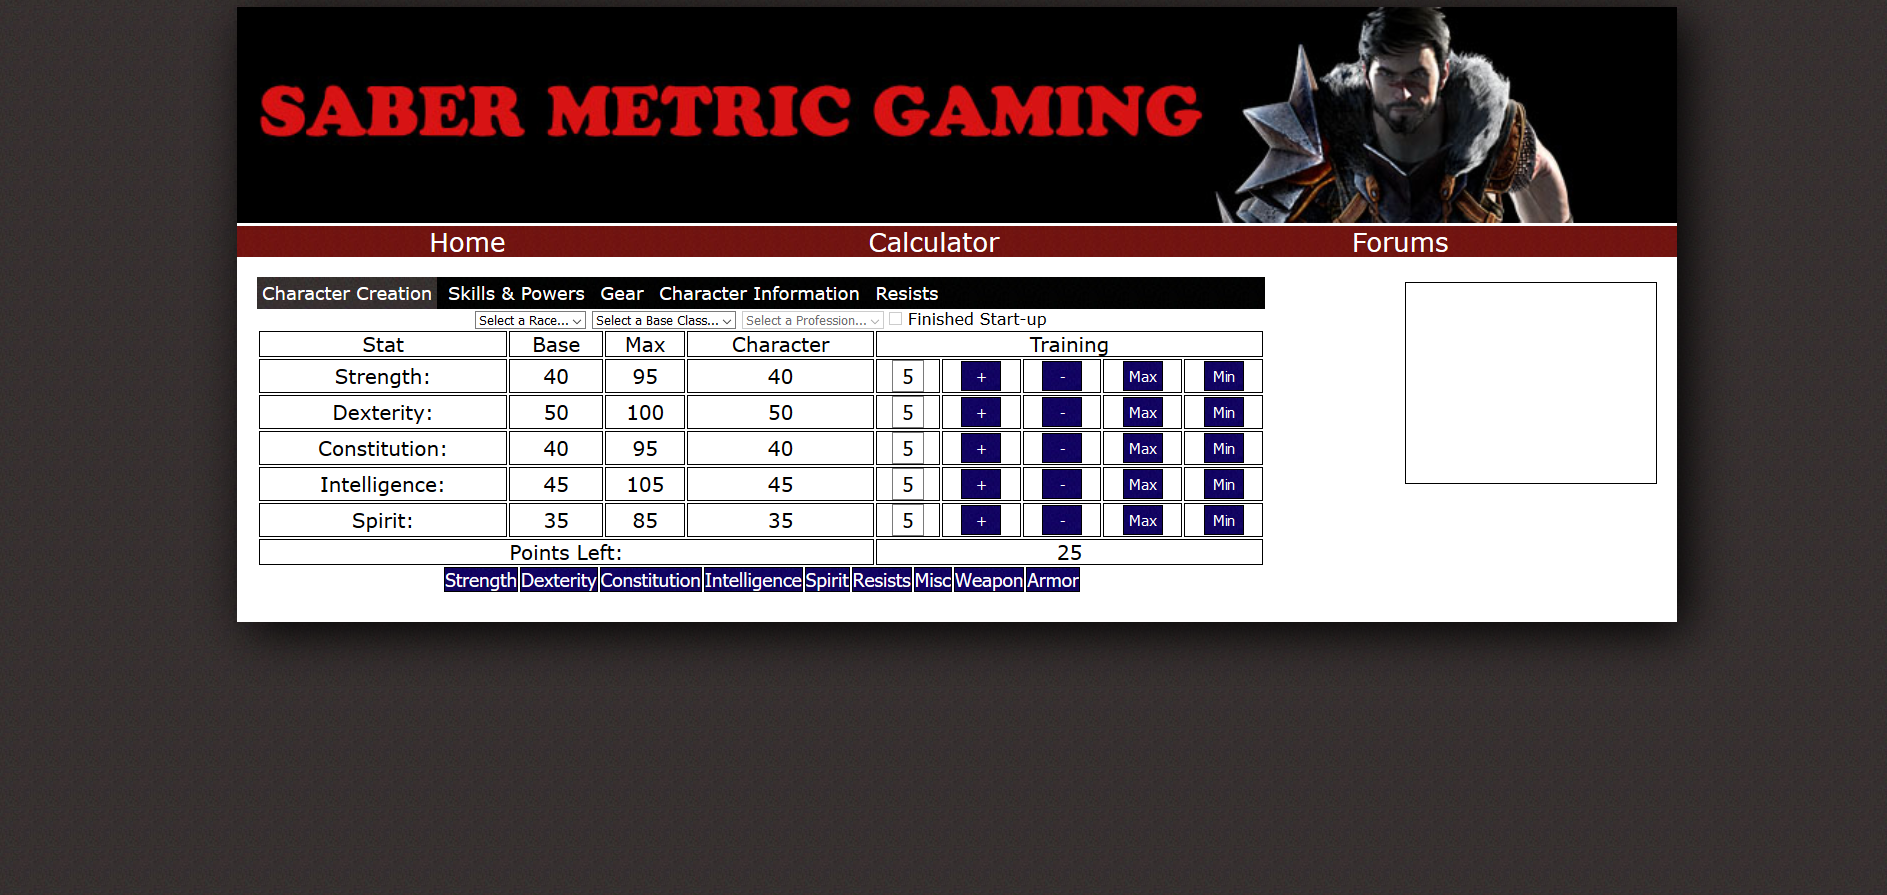 SABER METRIC GAMING
Home Calculator Forums
Character Creation Skills & Powers Gear Character Information Resists
Select a Race... Select a Base Class... Select a Profession... Finished Start-up
Stat Base Max Character Training
Strength: 40 95 40 5 + - Max Min
Dexterity: 50 100 50 5 + - Max Min
Constitution: 40 95 40 5 + - Max Min
Intelligence: 45 105 45 5 + - Max Min
Spirit: 35 85 35 5 + - Max Min
Points Left: 25
Strength Dexterity Constitution Intelligence Spirit Resists Misc Weapon Armor